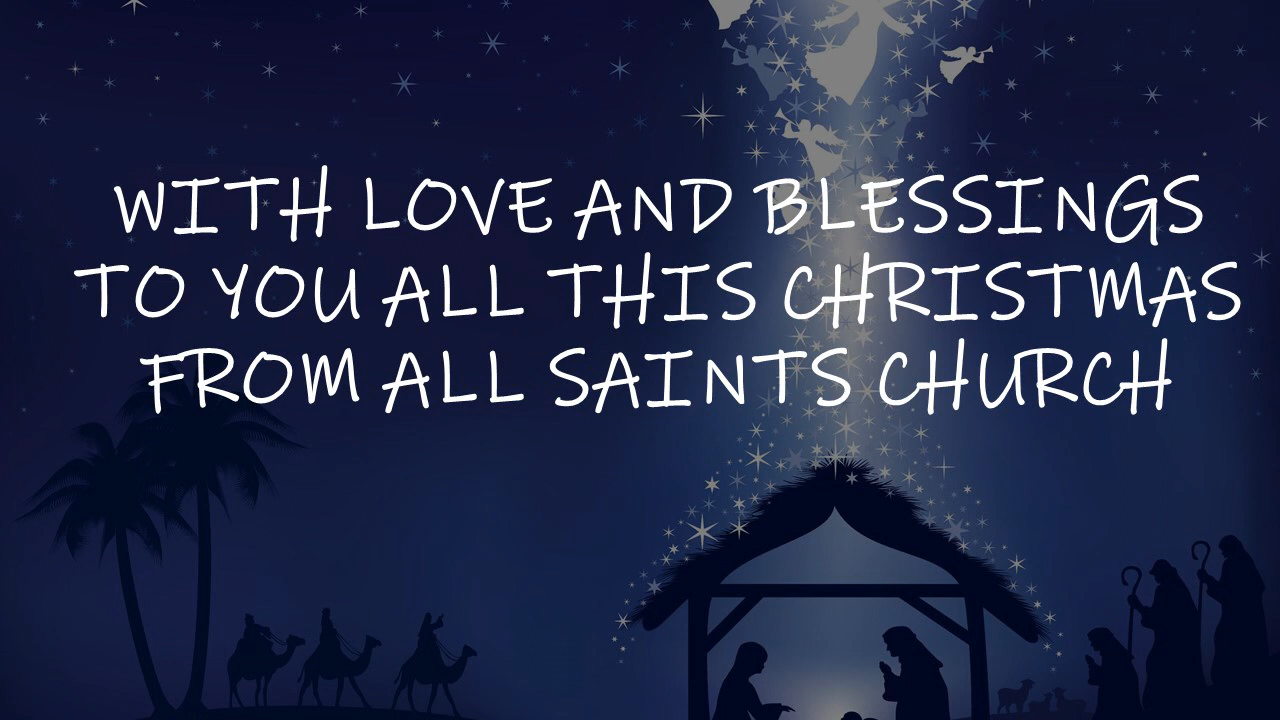 WITH LOVE AND BLESSINGS
TO YOU ALL THIS CHRISTMAS
FROM ALL SAINTS CHURCH